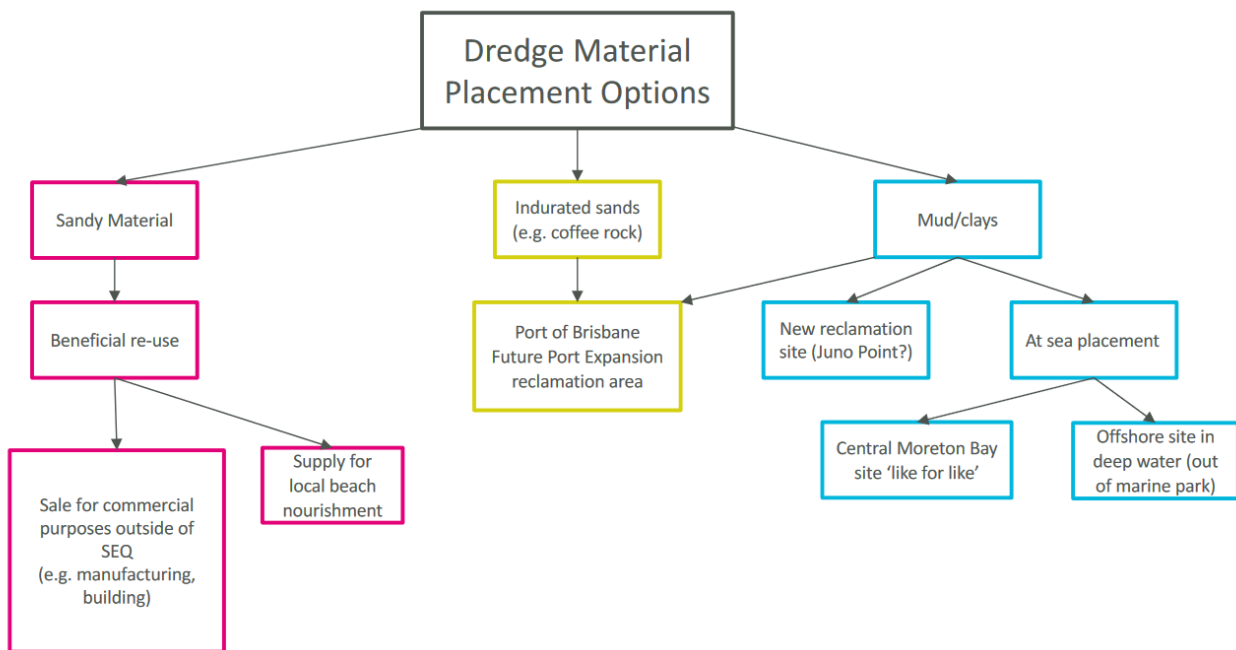 Dredge Material
Placement Options
Sandy Material
Indurated sands
(e.g. coffee rock)
Mud/clays
Beneficial re-use
Port of Brisbane
Future Port Expansion
reclamation area
New reclamation
site (Juno Point?)
At sea placement
Sale for commercial
purposes outside of
SEQ
(e.g. manufacturing,
building)
Supply for
local beach
nourishment
Central Moreton Bay
site ‘like for like’
Offshore site in
deep water (out
of marine park)